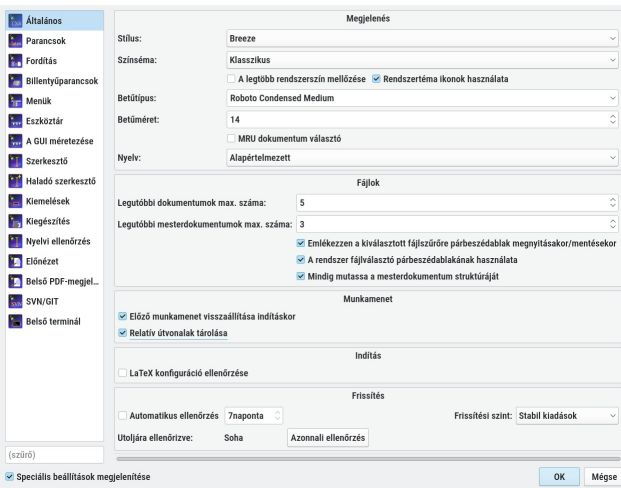 Általános
Parancsok
Fordítás
Billentyűparancsok
Menük
Eszköztár
A GUI méretezése
Szerkesztő
Haladó szerkesztő
Kiemelések
Kiegészítés
Nyelvi ellenőrzés
Előnézet
Belső PDF-megjel...
SVN/GIT
Belső terminál
(szűrő)
Megjelenés
Stílus: Breeze
Színséma: Klasszikus
A legtöbb rendszerszín mellőzése Rendszertéma ikonok használata
Betűtípus: Roboto Condensed Medium
Betűméret: 14
MRU dokumentum választó
Nyelv: Alapértelmezett
Fájlok
Legutóbbi dokumentumok max. száma: 5
Legutóbbi mesterdokumentumok max. száma: 3
Emlékezzen a kiválasztott fájlszűrőre párbeszédablak megnyitásakor/mentésekor
A rendszer fájlválasztó párbeszédablakának használata
Mindig mutassa a mesterdokumentum struktúráját
Munkamenet
Előző munkamenet visszaállítása indításkor
Relatív útvonalak tárolása
Indítás
LaTeX konfiguráció ellenőrzése
Frissítés
Automatikus ellenőrzés 7naponta Frissítési szint: Stabil kiadások
Utoljára ellenőrizve: Soha Azonnali ellenőrzés
Speciális beállítások megjelenítése OK Mégse